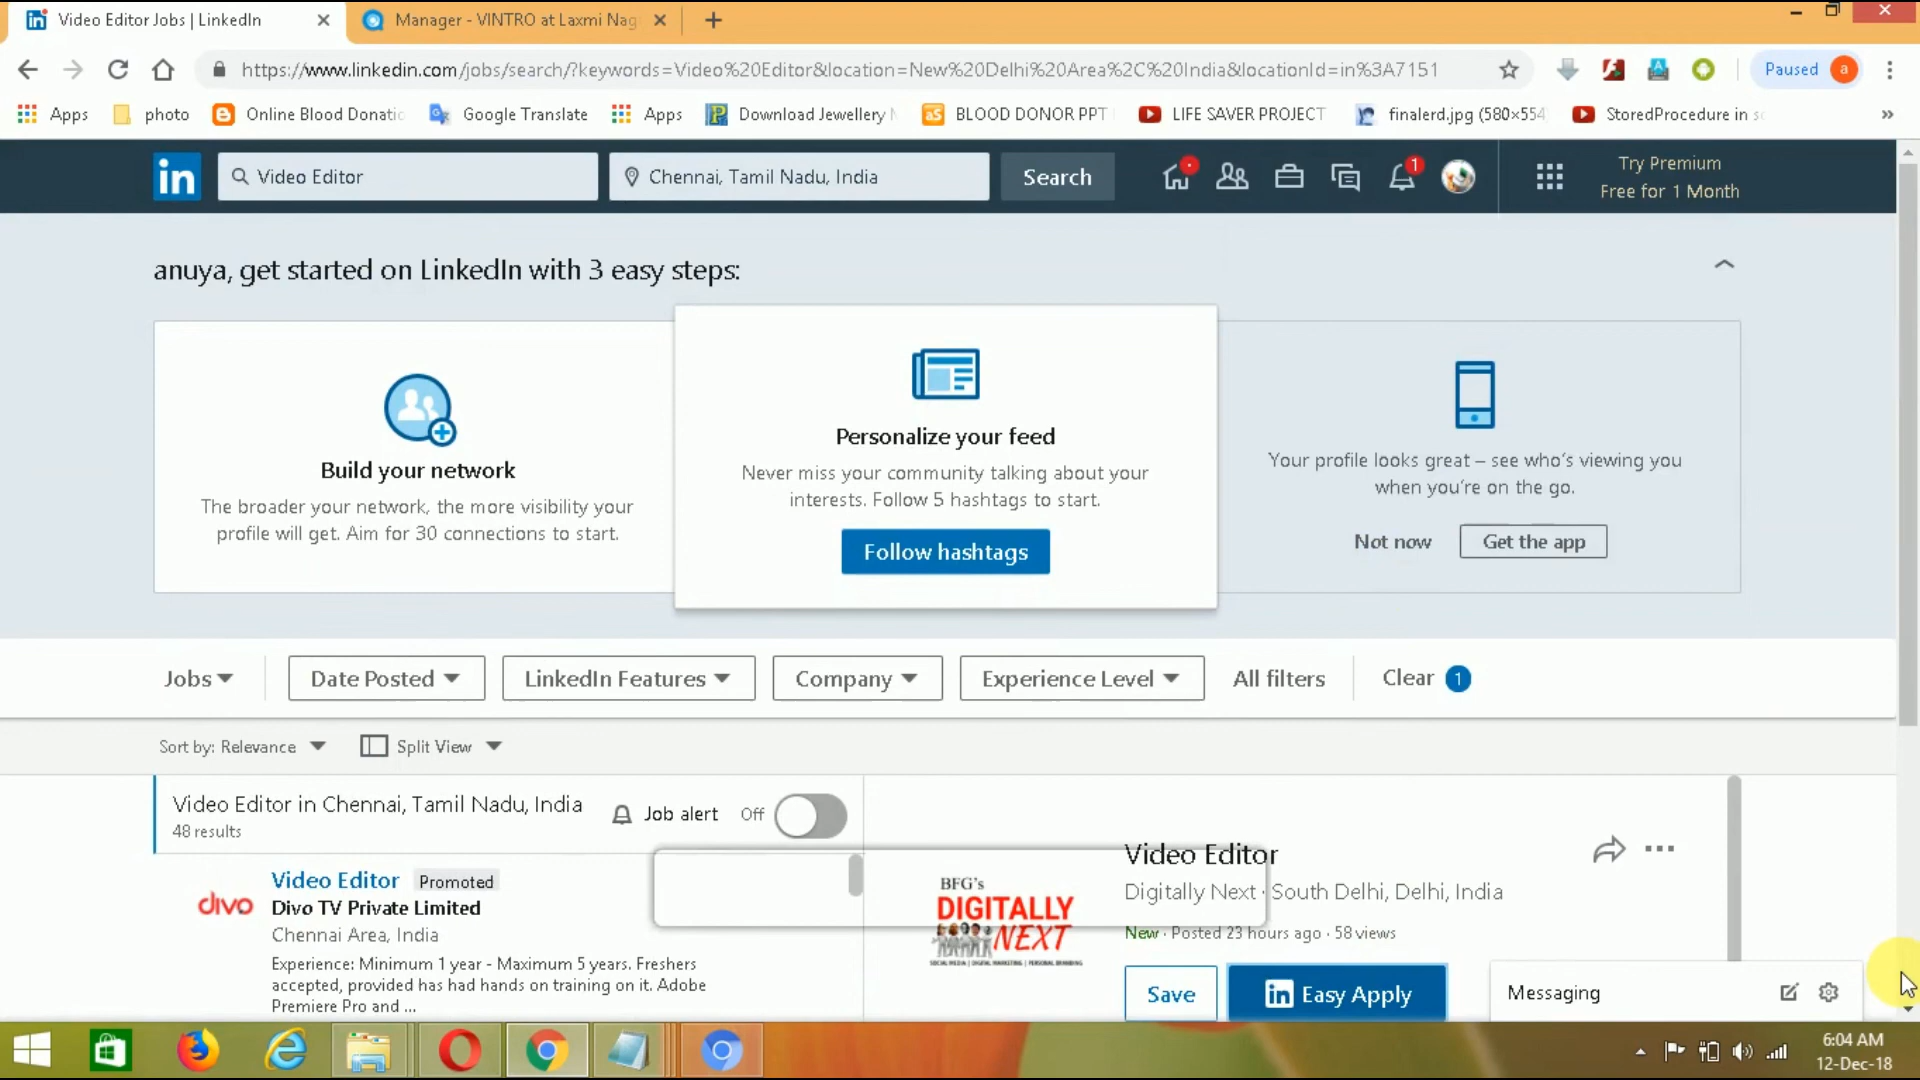 Video Editor Jobs | LinkedIn
Manager - VINTRO at Laxmi Nag
https://www.linkedin.com/jobs/search/?keywords=Video%20Editor&location=New%20Delhi%20Area%2C%20India&locationId=in%3A7151
Paused a
Apps
photo
Online Blood Donatic
Google Translate
Apps
Download Jewellery
BLOOD DONOR PPT
LIFE SAVER PROJECT
finalerd.jpg (580×554
StoredProcedure in
in
Video Editor
Chennai, Tamil Nadu, India
Search
1
Try Premium
Free for 1 Month
anuya, get started on LinkedIn with 3 easy steps:
Build your network
The broader your network, the more visibility your
profile will get. Aim for 30 connections to start.
Personalize your feed
Never miss your community talking about your
interests. Follow 5 hashtags to start.
Follow hashtags
Your profile looks great – see who's viewing you
when you're on the go.
Not now
Get the app
Jobs
Date Posted
LinkedIn Features
Company
Experience Level
All filters
Clear 1
Sort by: Relevance
Split View
Video Editor in Chennai, Tamil Nadu, India
48 results
Job alert Off
divo
Video Editor Promoted
Divo TV Private Limited
Chennai Area, India
Experience: Minimum 1 year - Maximum 5 years. Freshers
accepted, provided has had hands on training on it. Adobe
Premiere Pro and ...
BFG's
DIGITALLY
NEXT
SOCIAL MEDIA | DIGITAL MARKETING | PERSONAL BRANDING
Video Editor
Digitally Next · South Delhi, Delhi, India
New · Posted 23 hours ago · 58 views
Save
in Easy Apply
Messaging
6:04 AM
12-Dec-18